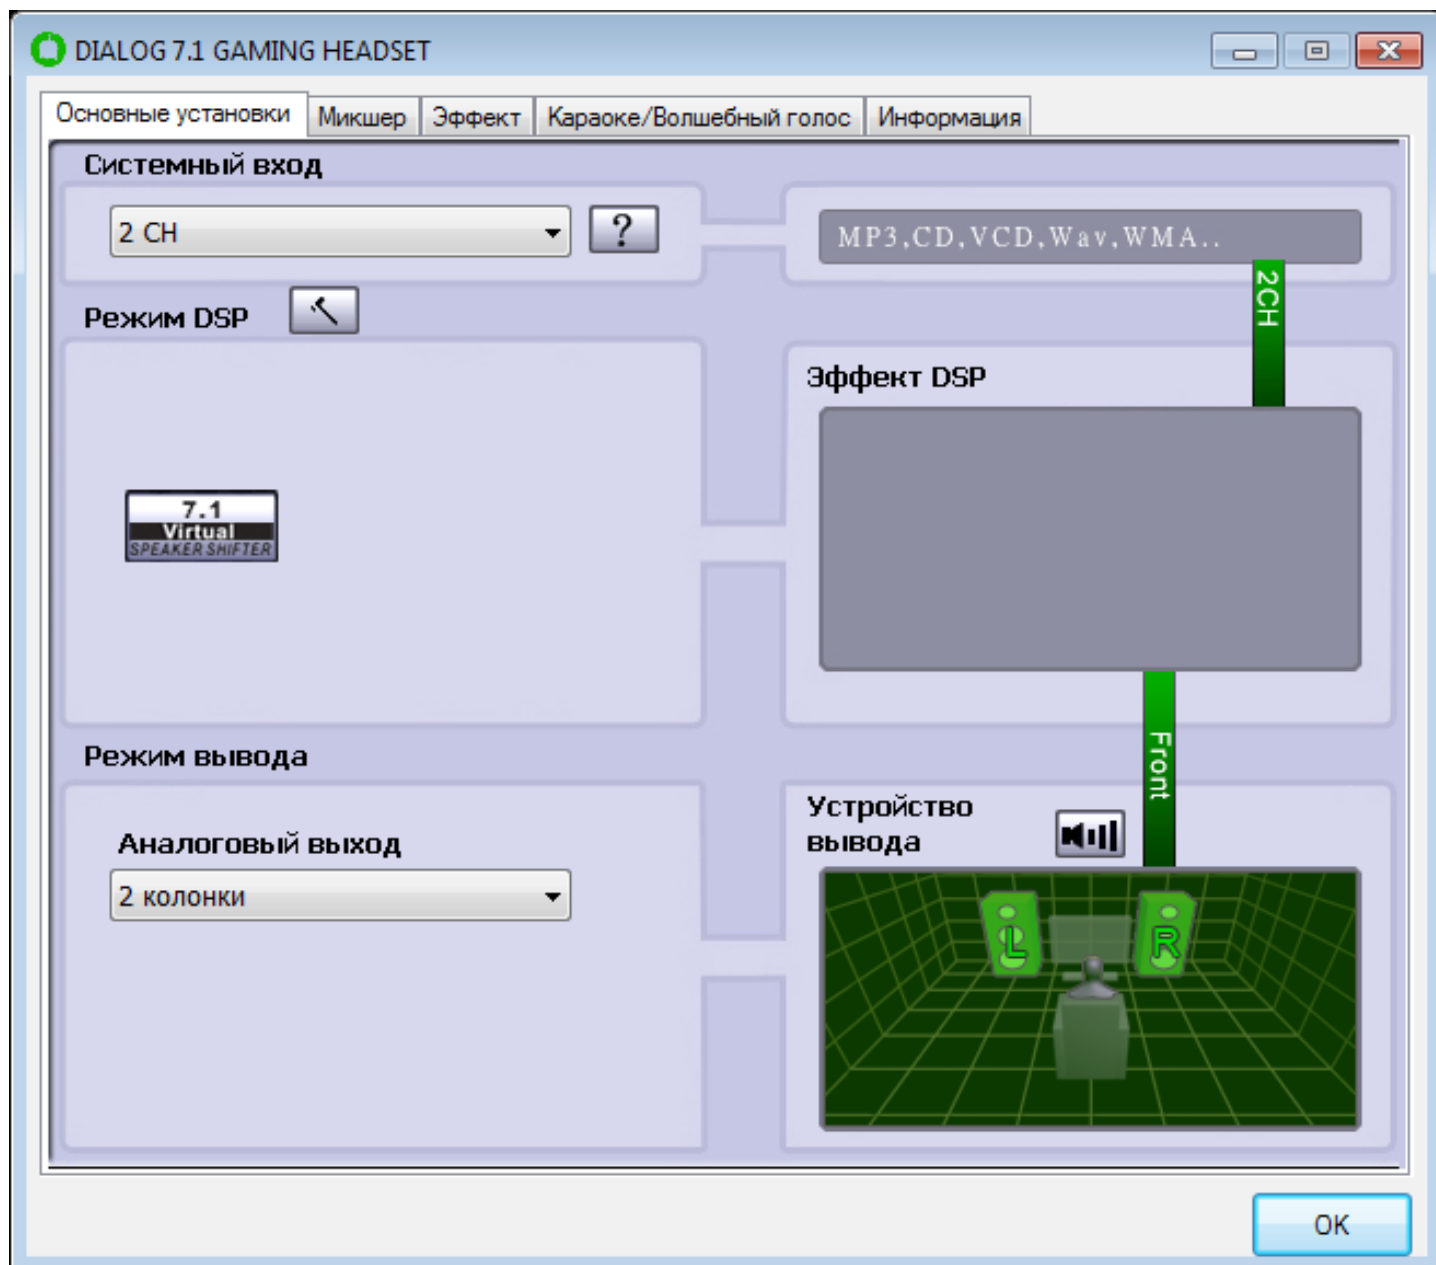 DIALOG 7.1 GAMING HEADSET
Основные установки Микшер Эффект Караоке/Волшебный голос Информация
Системный вход
2 CH ? MP3,CD,VCD,Wav,WMA..
2CH
Режим DSP
Эффект DSP
7.1
Virtual
SPEAKER SHIFTER
Front
Режим вывода
Устройство
вывода
Аналоговый выход
2 колонки
L R
OK